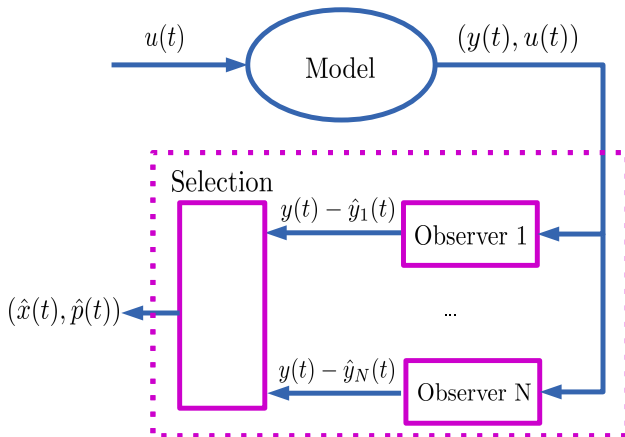 u(t)
(y(t), u(t))
Model
Selection
y(t) − ŷ₁(t)
Observer 1
(x̂(t), p̂(t))
...
y(t) − ŷ_N(t)
Observer N